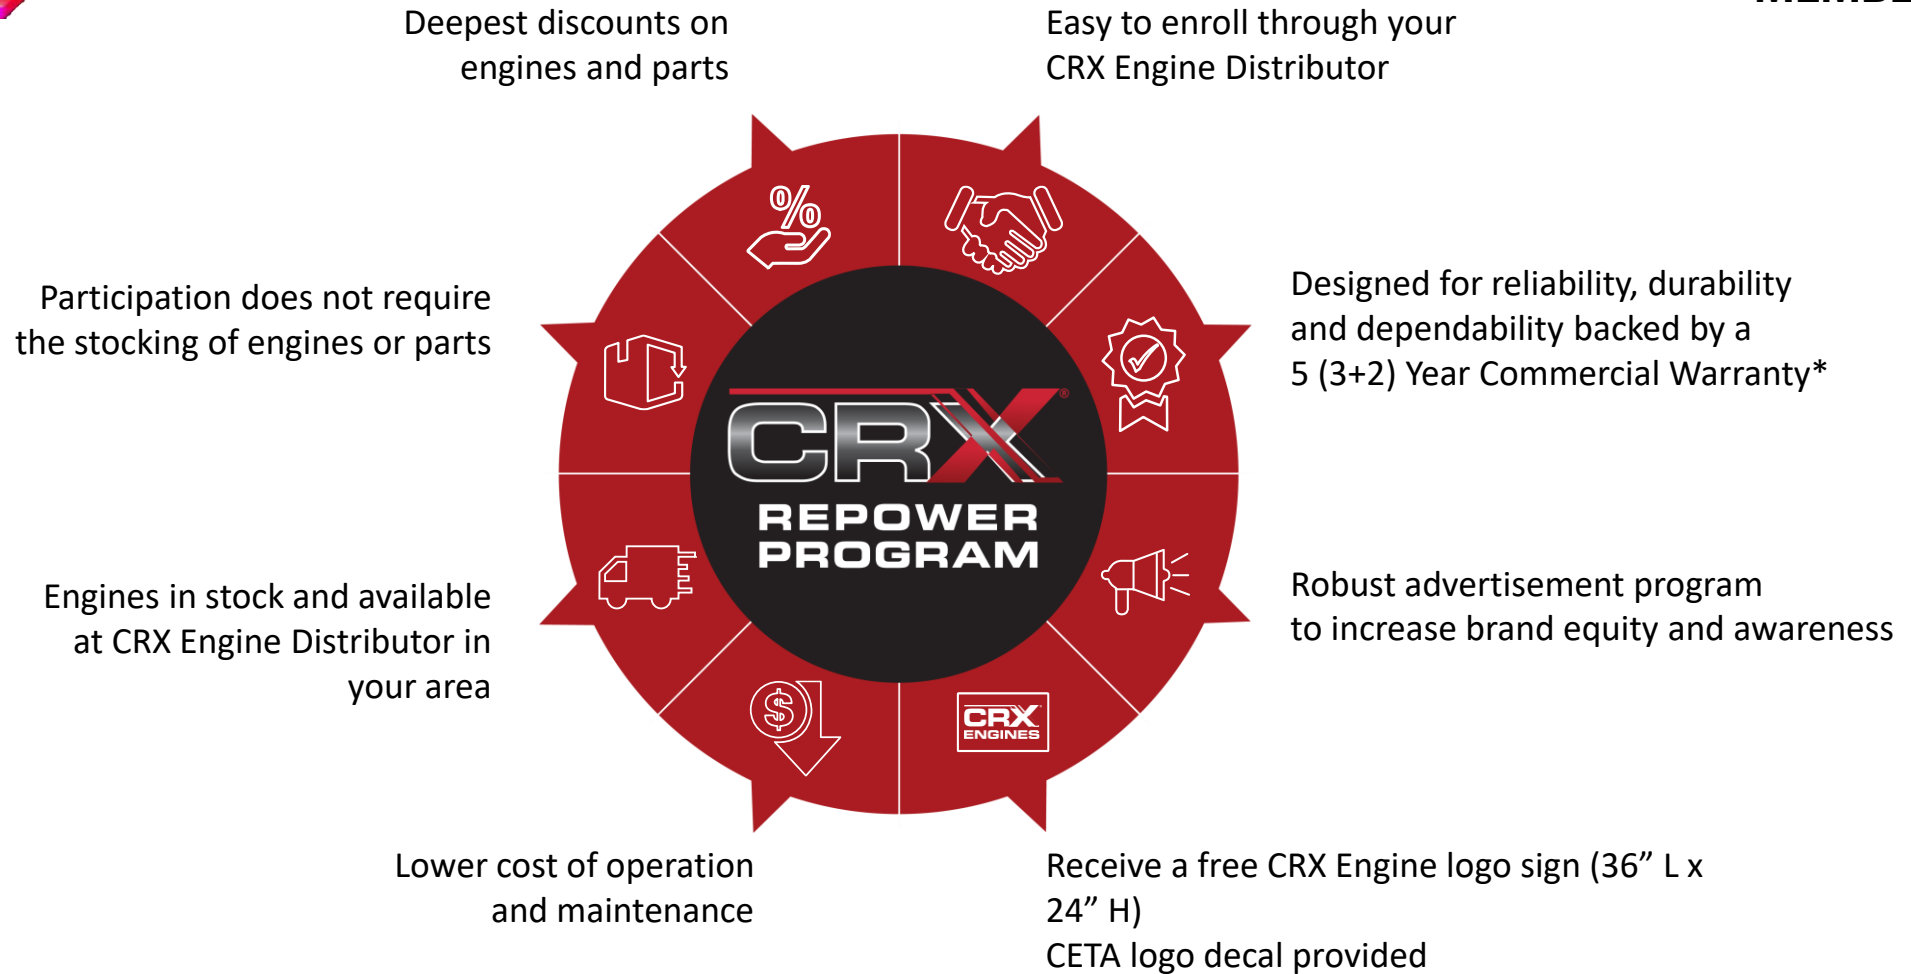 Deepest discounts on
engines and parts
Easy to enroll through your
CRX Engine Distributor
%
Participation does not require
the stocking of engines or parts
Designed for reliability, durability
and dependability backed by a
5 (3+2) Year Commercial Warranty*
CRX®
REPOWER
PROGRAM
Engines in stock and available
at CRX Engine Distributor in
your area
Robust advertisement program
to increase brand equity and awareness
$
CRX
ENGINES
Lower cost of operation
and maintenance
Receive a free CRX Engine logo sign (36” L x
24” H)
CETA logo decal provided